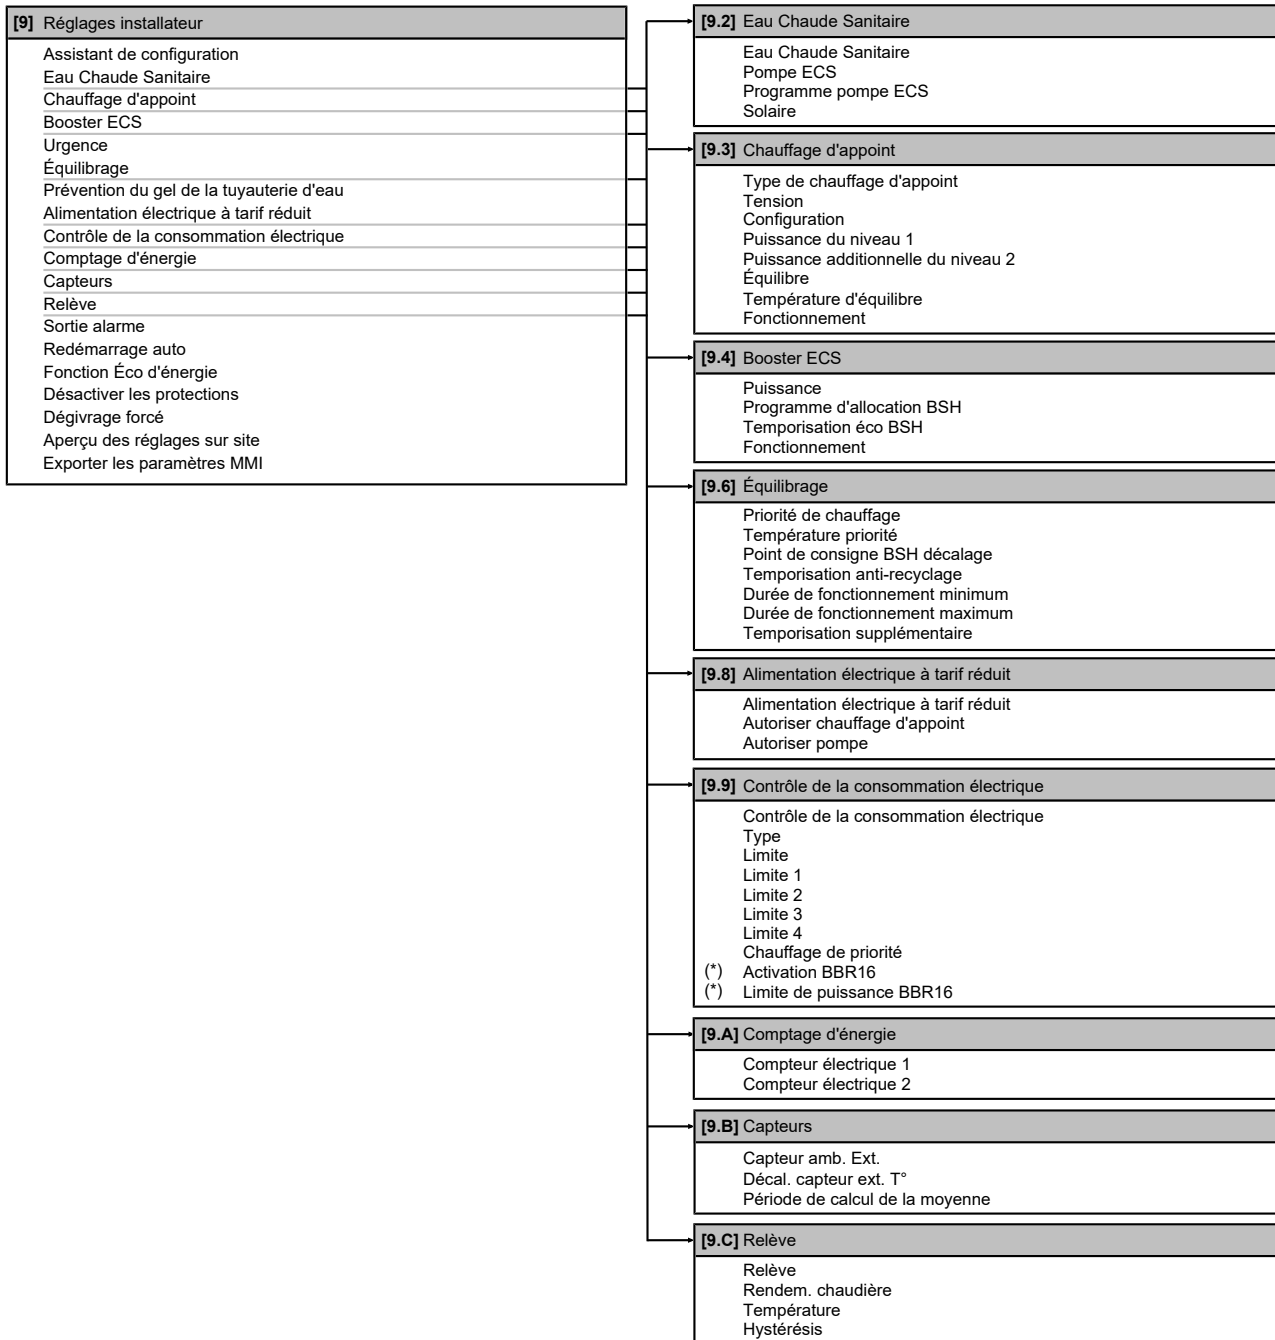 [9] Réglages installateur
Assistant de configuration
Eau Chaude Sanitaire
Chauffage d'appoint
Booster ECS
Urgence
Équilibrage
Prévention du gel de la tuyauterie d'eau
Alimentation électrique à tarif réduit
Contrôle de la consommation électrique
Comptage d'énergie
Capteurs
Relève
Sortie alarme
Redémarrage auto
Fonction Éco d'énergie
Désactiver les protections
Dégivrage forcé
Aperçu des réglages sur site
Exporter les paramètres MMI
[9.2] Eau Chaude Sanitaire
Eau Chaude Sanitaire
Pompe ECS
Programme pompe ECS
Solaire
[9.3] Chauffage d'appoint
Type de chauffage d'appoint
Tension
Configuration
Puissance du niveau 1
Puissance additionnelle du niveau 2
Équilibre
Température d'équilibre
Fonctionnement
[9.4] Booster ECS
Puissance
Programme d'allocation BSH
Temporisation éco BSH
Fonctionnement
[9.6] Équilibrage
Priorité de chauffage
Température priorité
Point de consigne BSH décalage
Temporisation anti-recyclage
Durée de fonctionnement minimum
Durée de fonctionnement maximum
Temporisation supplémentaire
[9.8] Alimentation électrique à tarif réduit
Alimentation électrique à tarif réduit
Autoriser chauffage d'appoint
Autoriser pompe
[9.9] Contrôle de la consommation électrique
Contrôle de la consommation électrique
Type
Limite
Limite 1
Limite 2
Limite 3
Limite 4
Chauffage de priorité
(*) Activation BBR16
(*) Limite de puissance BBR16
[9.A] Comptage d'énergie
Compteur électrique 1
Compteur électrique 2
[9.B] Capteurs
Capteur amb. Ext.
Décal. capteur ext. T°
Période de calcul de la moyenne
[9.C] Relève
Relève
Rendem. chaudière
Température
Hystérésis